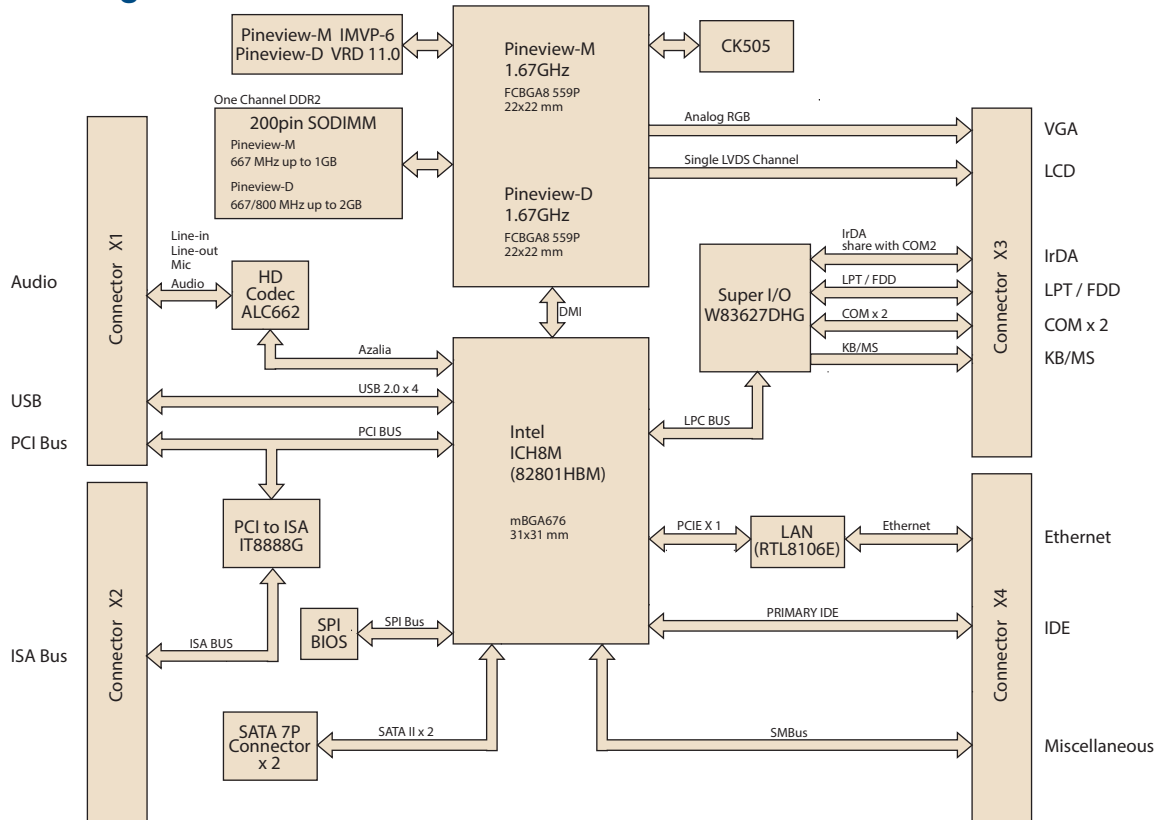 Pineview-M IMVP-6
Pineview-D VRD 11.0
Pineview-M
1.67GHz
FCBGA8 559P
22x22 mm
Pineview-D
1.67GHz
FCBGA8 559P
22x22 mm
CK505
One Channel DDR2
200pin SODIMM
Pineview-M
667 MHz up to 1GB
Pineview-D
667/800 MHz up to 2GB
Analog RGB
Single LVDS Channel
VGA
LCD
Connector X1
Line-in
Line-out
Mic
Audio
Audio
HD
Codec
ALC662
Azalia
USB
USB 2.0 x 4
PCI Bus
PCI BUS
DMI
Super I/O
W83627DHG
IrDA
share with COM2
LPT / FDD
COM x 2
KB/MS
Connector X3
IrDA
LPT / FDD
COM x 2
KB/MS
LPC BUS
Intel
ICH8M
(82801HBM)
mBGA676
31x31 mm
PCI to ISA
IT8888G
Connector X2
ISA Bus
ISA BUS
SPI
BIOS
SPI Bus
SATA 7P
Connector
x 2
SATA II x 2
PCIE X 1
LAN
(RTL8106E)
Ethernet
Ethernet
PRIMARY IDE
IDE
Connector X4
SMBus
Miscellaneous